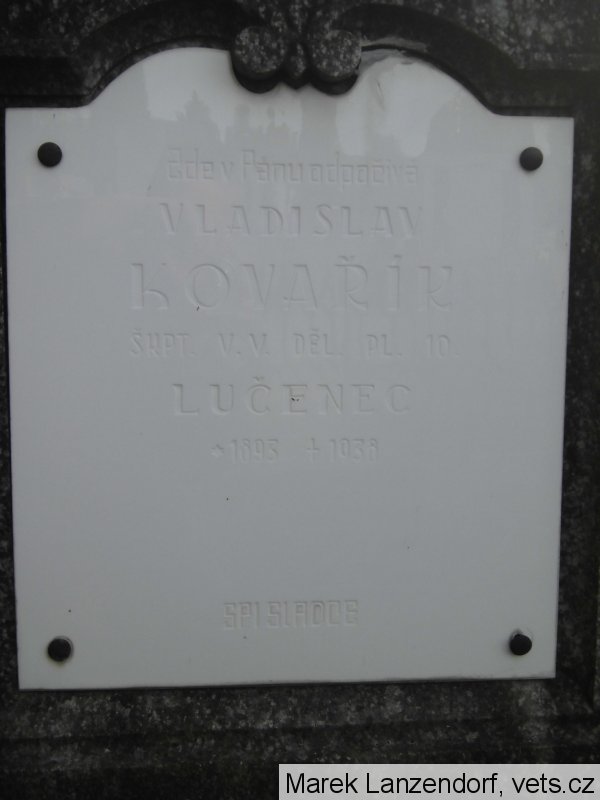 Zde v Pánu odpočívá
VLADISLAV
KOVAŘÍK
ŠKPT. V. V. DĚL. PL. 10.
LUČENEC
*1893 †1938
SPI SLADCE
Marek Lanzendorf, vets.cz